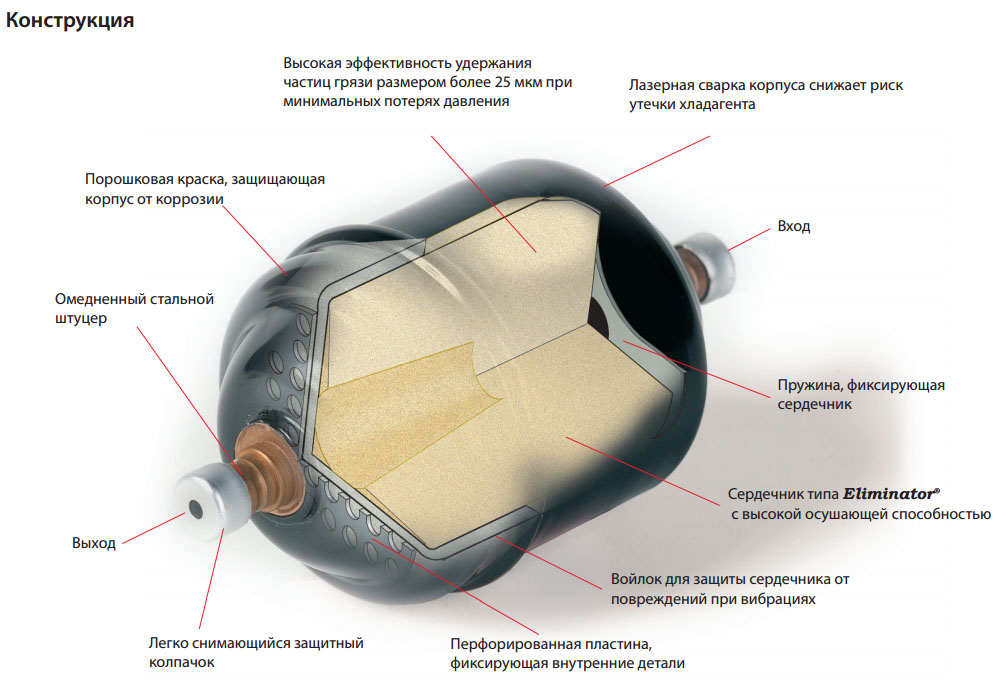 Конструкция
Высокая эффективность удержания
частиц грязи размером более 25 мкм при
минимальных потерях давления
Лазерная сварка корпуса снижает риск
утечки хладагента
Порошковая краска, защищающая
корпус от коррозии
Вход
Омедненный стальной
штуцер
Пружина, фиксирующая
сердечник
Сердечник типа Eliminator®
с высокой осушающей способностью
Выход
Войлок для защиты сердечника от
повреждений при вибрациях
Легко снимающийся защитный
колпачок
Перфорированная пластина,
фиксирующая внутренние детали